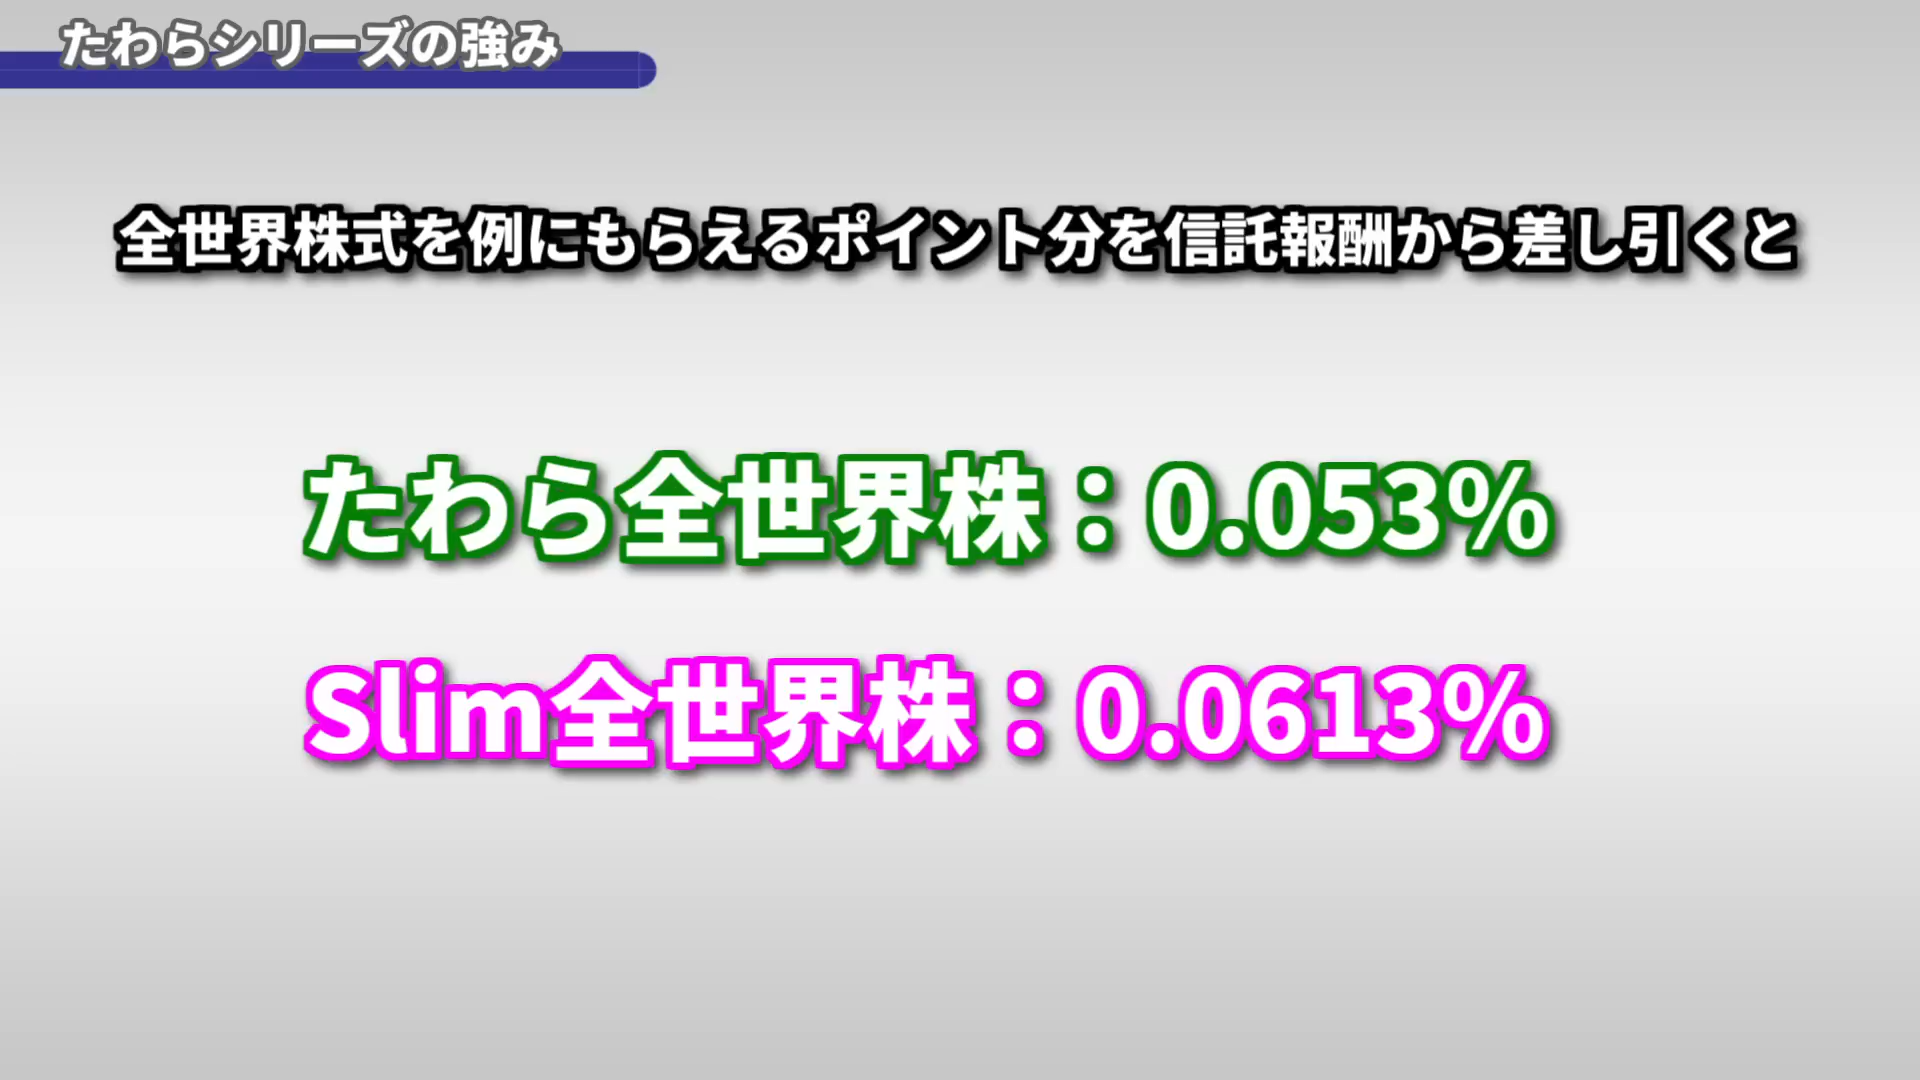 たわらシリーズの強み
全世界株式を例にもらえるポイント分を信託報酬から差し引くと
たわら全世界株：0.053%
Slim全世界株：0.0613%